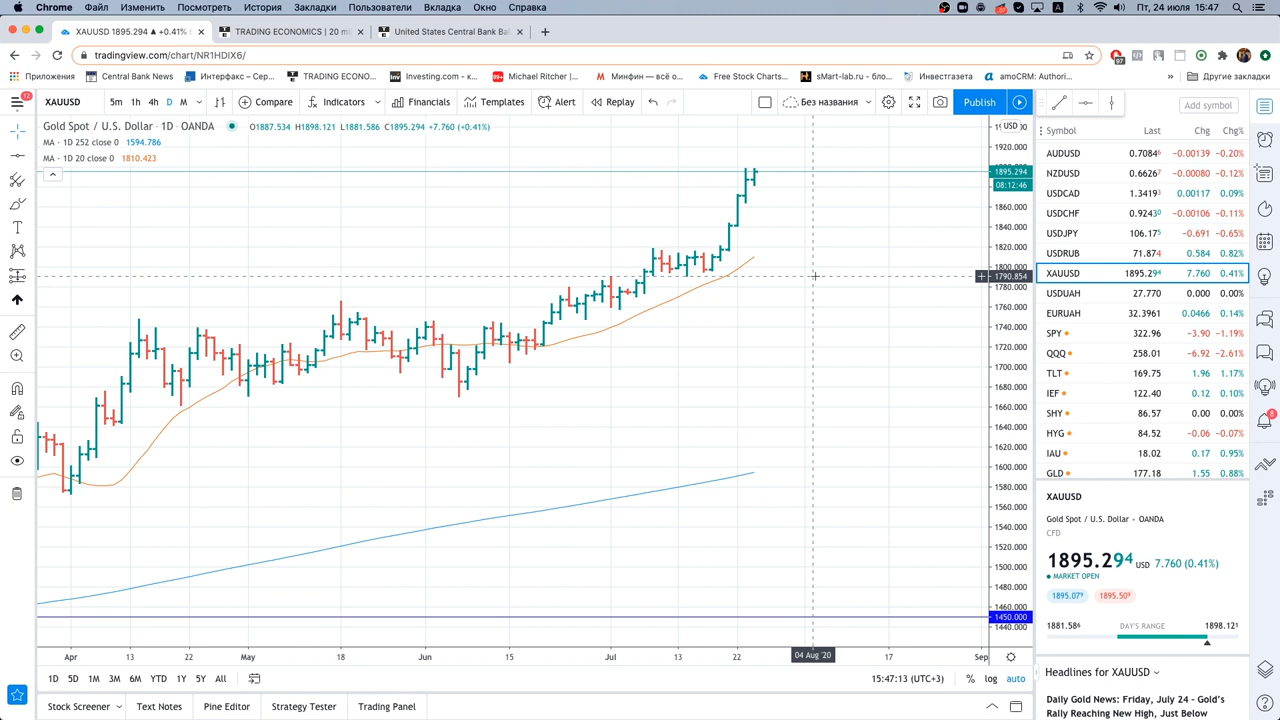 Chrome Файл Изменить Посмотреть История Закладки Пользователи Вкладка Окно Справка Пт, 24 июля 15:47
XAUUSD 1895.294 ▲ +0.41%
TRADING ECONOMICS | 20 mil
United States Central Bank Bal
tradingview.com/chart/NR1HDIX6/
97
Приложения Central Bank News Интерфакс – Сер... TRADING ECONO... Investing.com - к... Michael Ritcher |... Минфин — всё о... Free Stock Charts... sMart-lab.ru - бло... Инвестгазета amoCRM: Authori... » Другие закладки
12 XAUUSD 5m 1h 4h D M Compare Indicators Financials Templates Alert Replay Без названия Publish Add symbol
Gold Spot / U.S. Dollar · 1D · OANDA O1887.534 L1881.586 C1895.294 +7.760 (+0.41%)
MA · 1D 252 close 0 1594.786
MA · 1D 20 close 0 1810.423
USD
1920.000
1895.294
08:12:46
1860.000
1840.000
1820.000
1800.000
1790.854
1780.000
1760.000
1740.000
1720.000
1700.000
1680.000
1660.000
1640.000
1620.000
1600.000
1580.000
1560.000
1540.000
1520.000
1500.000
1480.000
1460.000
1450.000
1440.000
Apr 13 22 May 18 Jun 15 Jul 13 22 04 Aug '20 17 Sep
1D 5D 1M 3M 6M YTD 1Y 5Y All 15:47:13 (UTC+3) % log auto
Stock Screener Text Notes Pine Editor Strategy Tester Trading Panel
Symbol Last Chg Chg%
AUDUSD 0.7084⁶ −0.00139 −0.20%
NZDUSD 0.6626⁷ −0.00080 −0.12%
USDCAD 1.3419³ 0.00117 0.09%
USDCHF 0.9243⁰ −0.00106 −0.11%
USDJPY 106.17⁵ −0.691 −0.65%
USDRUB 71.874 0.584 0.82%
XAUUSD 1895.294 7.760 0.41%
USDUAH 27.770 0.000 0.00%
EURUAH 32.3961 0.0466 0.14%
SPY 322.96 −3.90 −1.19%
QQQ 258.01 −6.92 −2.61%
TLT 169.75 1.96 1.17%
IEF 122.40 0.12 0.10%
SHY 86.57 0.00 0.00%
HYG 84.52 −0.06 −0.07%
IAU 18.02 0.17 0.95%
GLD 177.18 1.55 0.88%
8
XAUUSD
Gold Spot / U.S. Dollar · OANDA
CFD
1895.29⁴ USD 7.760 (0.41%)
MARKET OPEN
1895.07⁹ 1895.50⁹
1881.58⁶ DAY'S RANGE 1898.12¹
Headlines for XAUUSD
Daily Gold News: Friday, July 24 – Gold's
Rally Reaching New High, Just Below